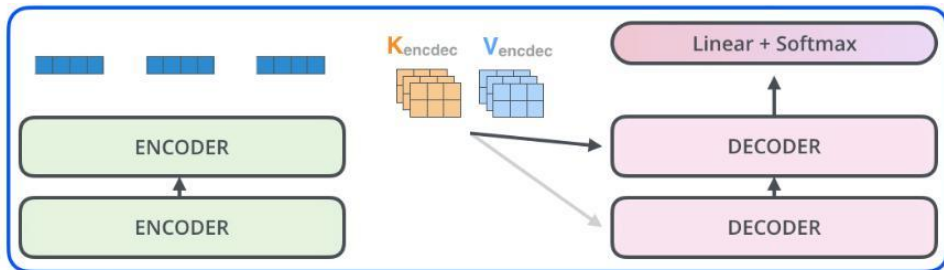 Kencdec Vencdec
Linear + Softmax
ENCODER
DECODER
ENCODER
DECODER